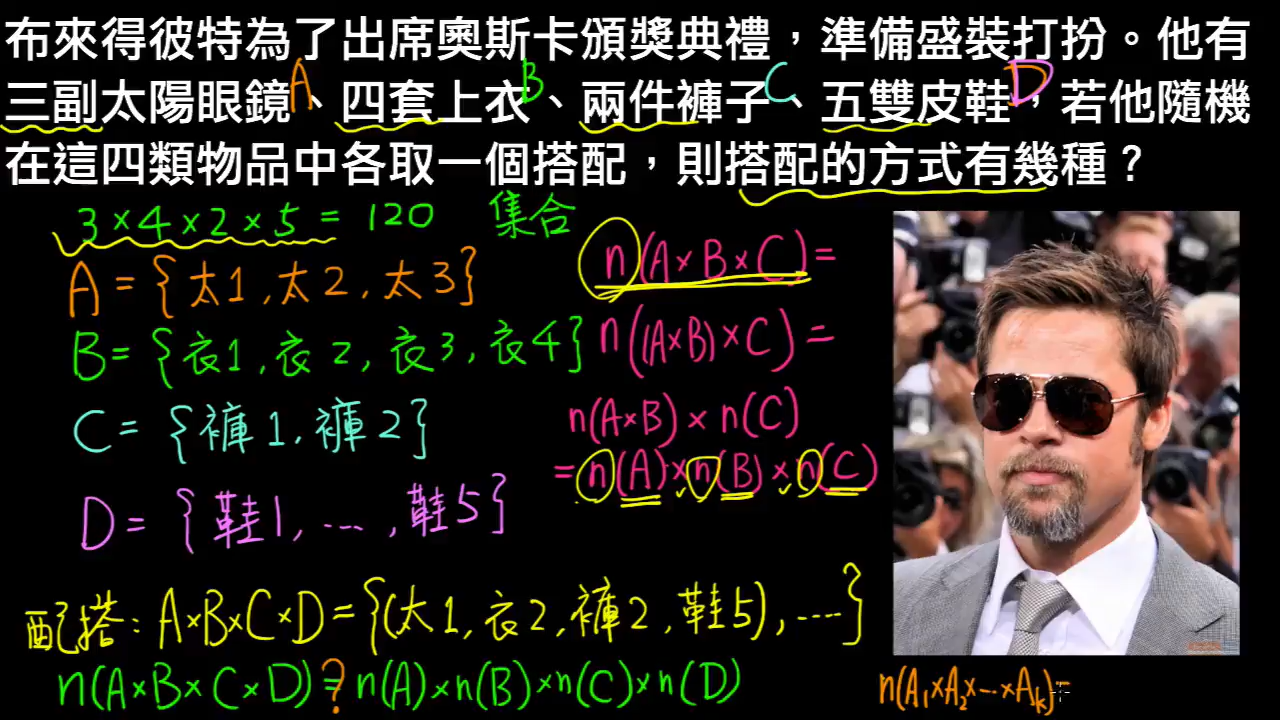 布來得彼特為了出席奧斯卡頒獎典禮，準備盛裝打扮。他有
三副太陽眼鏡A、四套上衣B、兩件褲子C、五雙皮鞋D，若他隨機
在這四類物品中各取一個搭配，則搭配的方式有幾種？
3×4×2×5 = 120 集合
A = {太1, 太2, 太3}
B = {衣1, 衣2, 衣3, 衣4}
C = {褲1, 褲2}
D = {鞋1, …, 鞋5}
n(A×B×C) =
n((A×B)×C) =
n(A×B) × n(C)
= n(A) × n(B) × n(C)
配搭: A×B×C×D = {(太1, 衣2, 褲2, 鞋5), …}
n(A×B×C×D) =? n(A)×n(B)×n(C)×n(D)
n(A₁×A₂×…×Aₖ) =